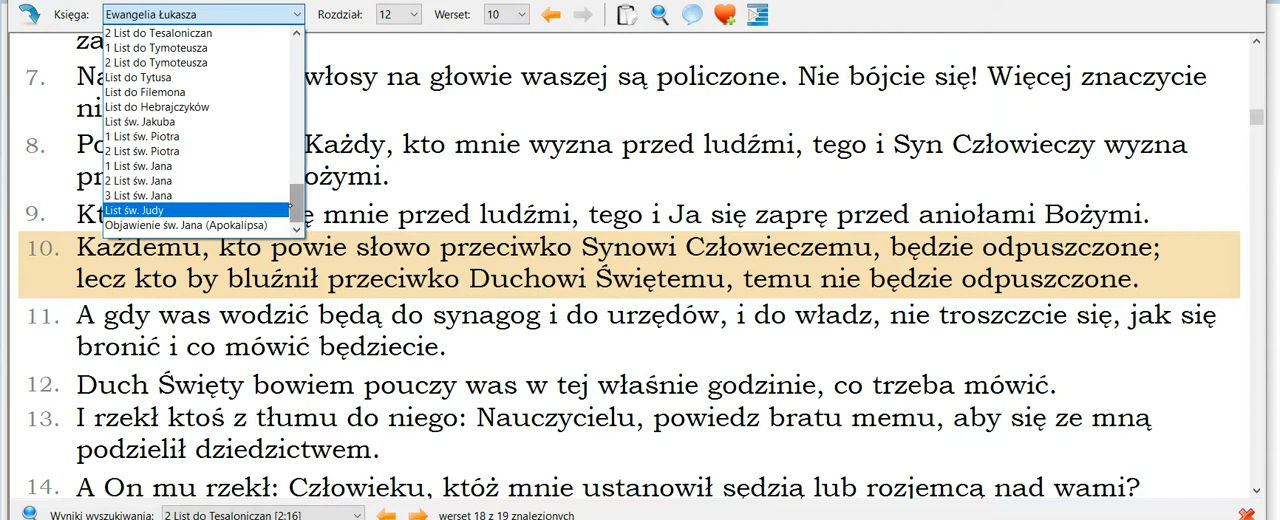 Księga: Ewangelia Łukasza Rozdział: 12 Werset: 10
2 List do Tesaloniczan
1 List do Tymoteusza
2 List do Tymoteusza
List do Tytusa
List do Filemona
List do Hebrajczyków
List św. Jakuba
1 List św. Piotra
2 List św. Piotra
1 List św. Jana
2 List św. Jana
3 List św. Jana
List św. Judy
Objawienie św. Jana (Apokalipsa)
za
7. Na włosy na głowie waszej są policzone. Nie bójcie się! Więcej znaczycie
ni
8. Po Każdy, kto mnie wyzna przed ludźmi, tego i Syn Człowieczy wyzna
pr ożymi.
9. Kt ę mnie przed ludźmi, tego i Ja się zaprę przed aniołami Bożymi.
10. Każdemu, kto powie słowo przeciwko Synowi Człowieczemu, będzie odpuszczone;
lecz kto by bluźnił przeciwko Duchowi Świętemu, temu nie będzie odpuszczone.
11. A gdy was wodzić będą do synagog i do urzędów, i do władz, nie troszczcie się, jak się
bronić i co mówić będziecie.
12. Duch Święty bowiem pouczy was w tej właśnie godzinie, co trzeba mówić.
13. I rzekł ktoś z tłumu do niego: Nauczycielu, powiedz bratu memu, aby się ze mną
podzielił dziedzictwem.
14. A On mu rzekł: Człowieku, któż mnie ustanowił sędzią lub rozjemcą nad wami?
Wyniki wyszukiwania: 2 List do Tesaloniczan [2:16] werset 18 z 19 znalezionych